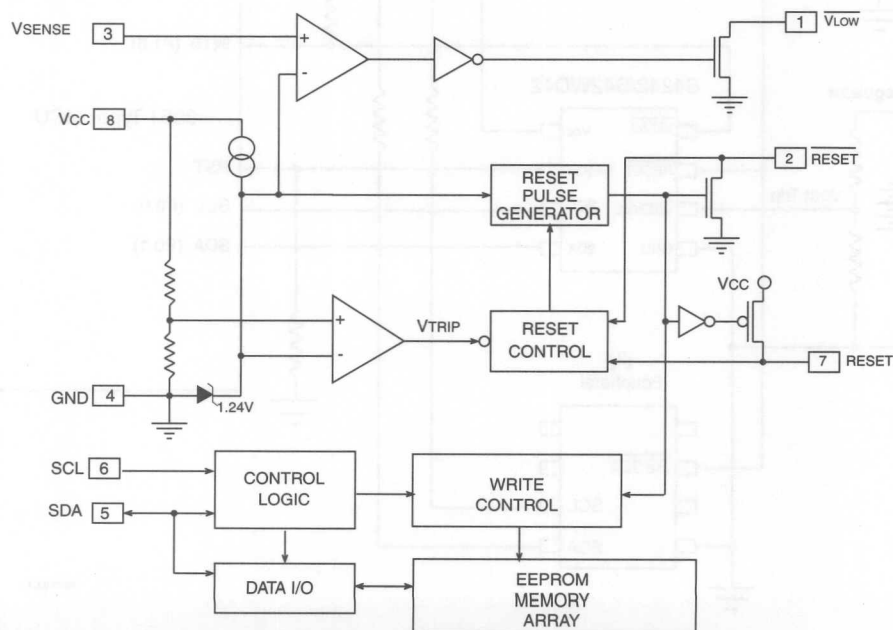 VSENSE 3
1 VLOW
VCC 8
RESET
PULSE
GENERATOR
2 RESET
VCC
VTRIP
RESET
CONTROL
7 RESET
GND 4
1.24V
SCL 6
CONTROL
LOGIC
WRITE
CONTROL
SDA 5
DATA I/O
EEPROM
MEMORY
ARRAY